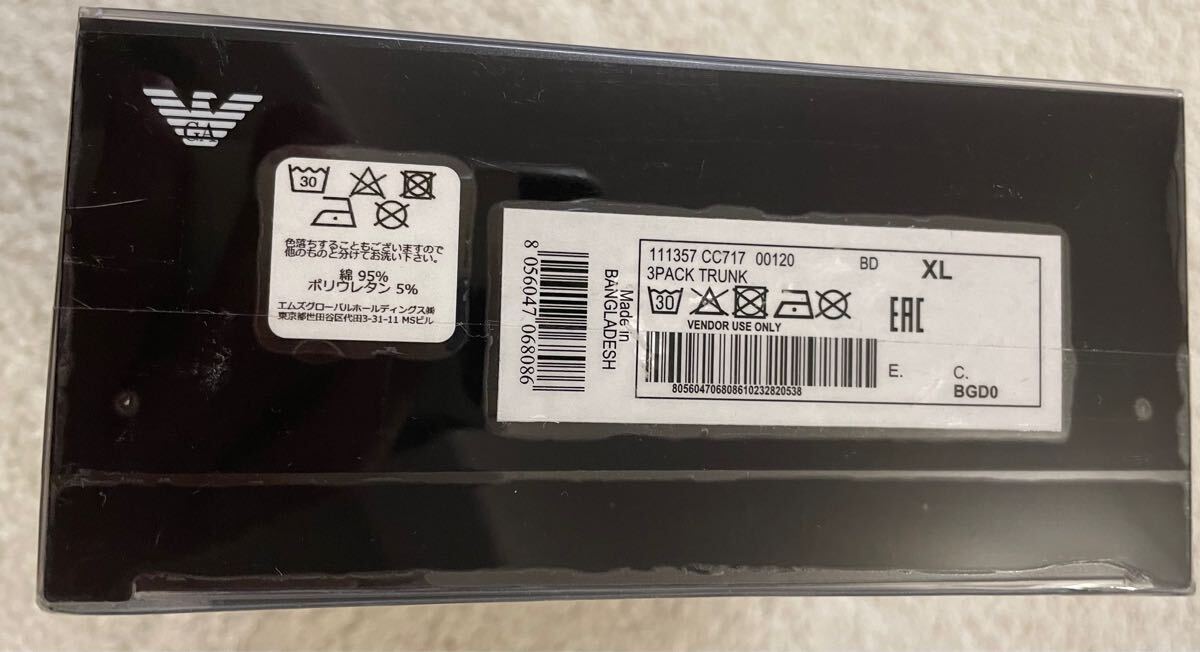 GA
30
色落ちすることもございますので
他のものと分けてお洗い下さい。
綿 95%
ポリウレタン 5%
エムズグローバルホールディングス㈱
東京都世田谷区代田3-31-11 MSビル
8 056047 068086
Made in
BANGLADESH
111357 CC717 00120 BD XL
3PACK TRUNK
30
EAC
VENDOR USE ONLY
805604706808610232820538
E. C.
BGD0